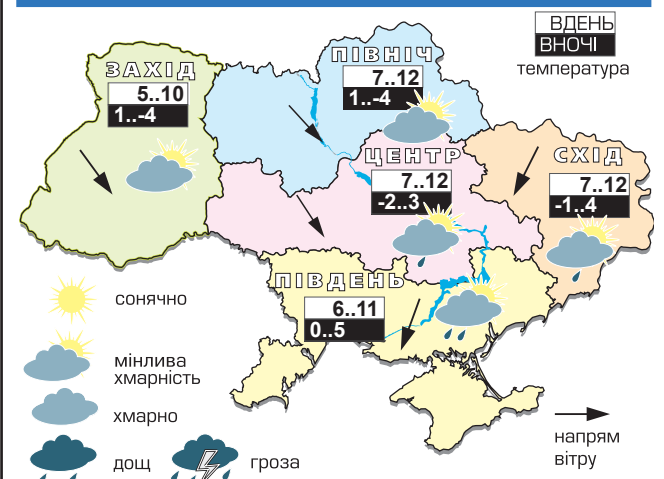 ВДЕНЬ
ВНОЧІ
температура
ПІВНІЧ
7..12
1..-4
ЗАХІД
5..10
1..-4
ЦЕНТР
7..12
-2..3
СХІД
7..12
-1..4
ПІВДЕНЬ
6..11
0..5
сонячно
мінлива
хмарність
хмарно
дощ
гроза
напрям
вітру